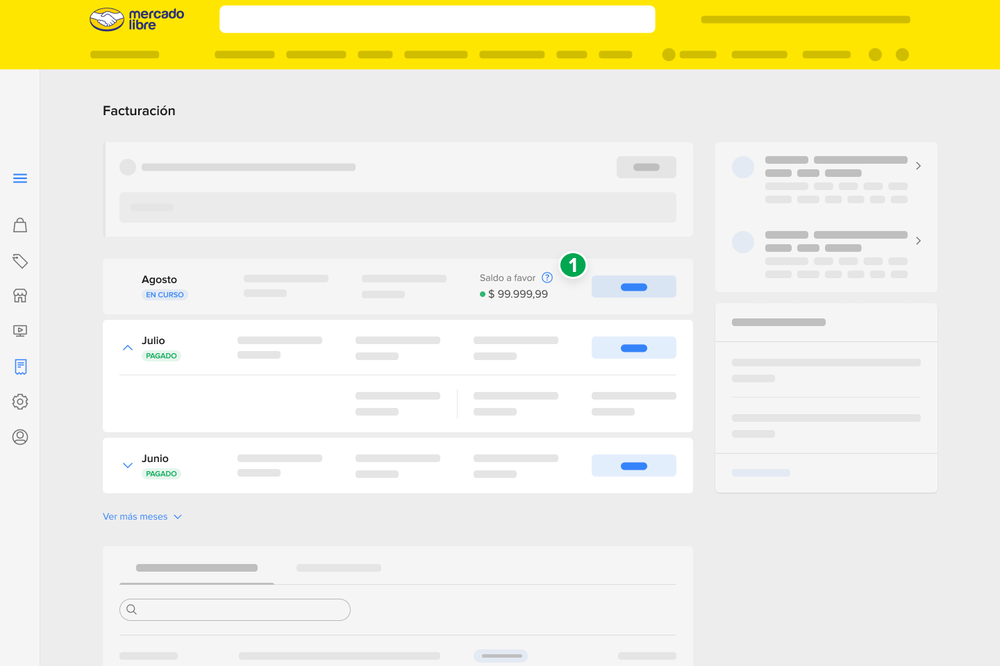 mercado
libre
Facturación
1
Agosto
EN CURSO
Saldo a favor ?
$ 99.999,99
Julio
PAGADO
Junio
PAGADO
Ver más meses